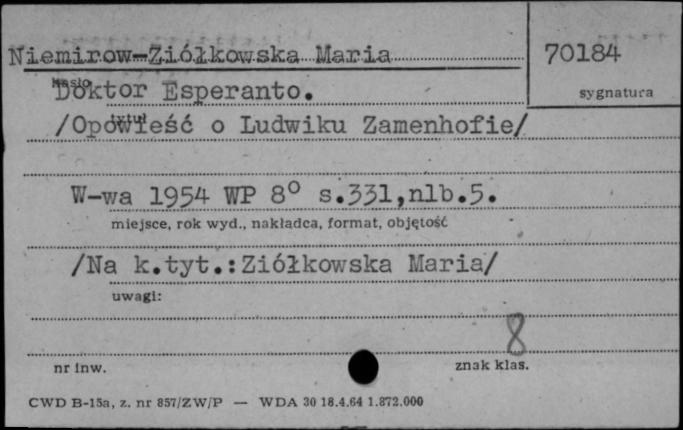 Niemirow-Ziółkowska Maria
70184
hasło
sygnatura
Doktor Esperanto.
tytuł
/Opowieść o Ludwiku Zamenhofie/
W-wa 1954 WP 8° s.331,nlb.5.
miejsce, rok wyd., nakładca, format, objętość
/Na k.tyt.:Ziółkowska Maria/
uwagi:
8
nr inw.
znak klas.
CWD B-15a, z. nr 857/ZW/P — WDA 30 18.4.64 1.872.000